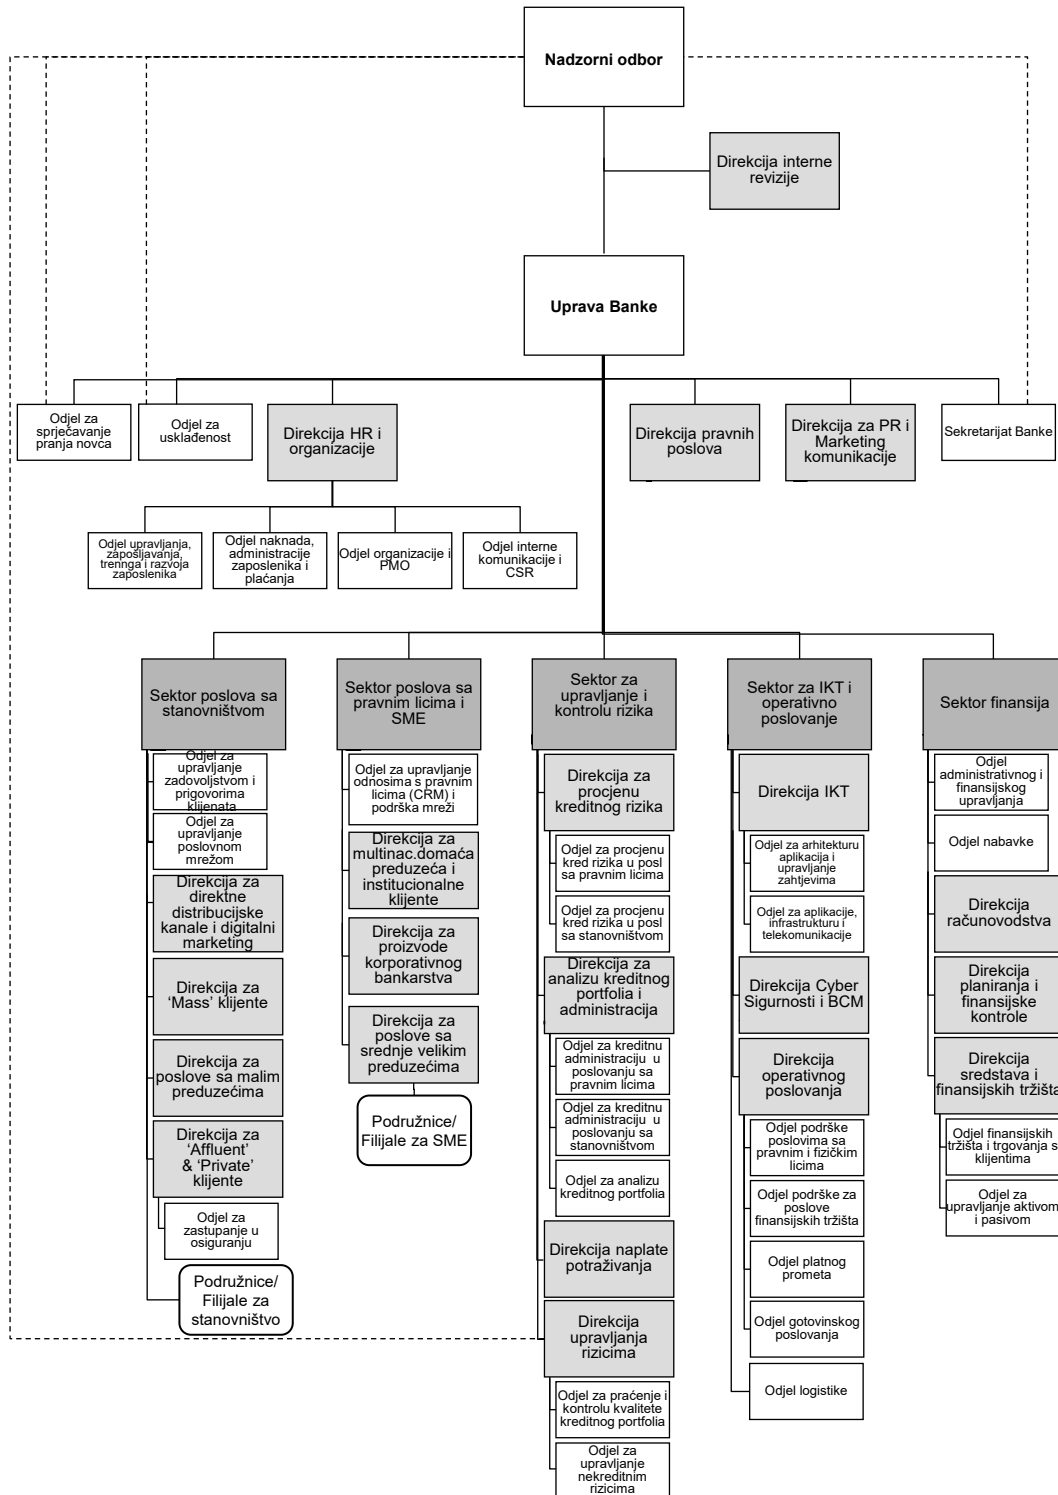 Nadzorni odbor
Direkcija interne
revizije
Uprava Banke
Odjel za
sprječavanje
pranja novca
Odjel za
usklađenost
Direkcija HR i
organizacije
Direkcija pravnih
poslova
Direkcija za PR i
Marketing
komunikacije
Sekretarijat Banke
Odjel upravljanja,
zapošljavanja,
trennga i razvoja
zaposlenika
Odjel naknada,
administracije
zaposlenika i
plaćanja
Odjel organizacije i
PMO
Odjel interne
komunikacije i
CSR
Sektor poslova sa
stanovništvom
Odjel za
upravljanje
zadovoljstvom i
prigovorima
klijenata
Odjel za
upravljanje
poslovnom
mrežom
Direkcija za
direktne
distribucijske
kanale i digitalni
marketing
Direkcija za
‘Mass’ klijente
Direkcija za
poslove sa malim
preduzećima
Direkcija za
‘Affluent’
& ‘Private’
klijente
Odjel za
zastupanje u
osiguranju
Podružnice/
Filijale za
stanovništvo
Sektor poslova sa
pravnim licima i
SME
Odjel za upravljanje
odnosima s pravnim
licima (CRM) i
podrška mreži
Direkcija za
multinac.domaća
preduzeća i
institucionalne
klijente
Direkcija za
proizvode
korporativnog
bankarstva
Direkcija za
poslove sa
srednje velikim
preduzećima
Podružnice/
Filijale za SME
Sektor za
upravljanje i
kontrolu rizika
Direkcija za
procjenu
kreditnog rizika
Odjel za procjenu
kred rizika u posl
sa pravnim licima
Odjel za procjenu
kred rizika u posl
sa stanovništvom
Direkcija za
analizu kreditnog
portfolia i
administracija
Odjel za kreditnu
administraciju u
poslovanju sa
pravnim licima
Odjel za kreditnu
administraciju u
poslovanju sa
stanovništvom
Odjel za analizu
kreditnog portfolia
Direkcija naplate
potraživanja
Direkcija
upravljanja
rizicima
Odjel za praćenje i
kontrolu kvalitete
kreditnog portfolia
Odjel za
upravljanje
nekreditnim
rizicima
Sektor za IKT i
operativno
poslovanje
Direkcija IKT
Odjel za arhitekturu
aplikacija i
upravljanje
zahtjevima
Odjel za aplikacije,
infrastrukturu i
telekomunikacije
Direkcija Cyber
Sigurnosti i BCM
Direkcija
operativnog
poslovanja
Odjel podrške
poslovima sa
pravnim i fizičkim
licima
Odjel podrške za
poslove
finansijskih tržišta
Odjel platnog
prometa
Odjel gotovinskog
poslovanja
Odjel logistike
Sektor finansija
Odjel
administrativnog i
finansijskog
upravljanja
Odjel nabavke
Direkcija
računovodstva
Direkcija
planiranja i
finansijske
kontrole
Direkcija
sredstava i
finansijskih tržišta
Odjel finansijskih
tržišta i trgovanja s
klijentima
Odjel za
upravljanje aktivom
i pasivom